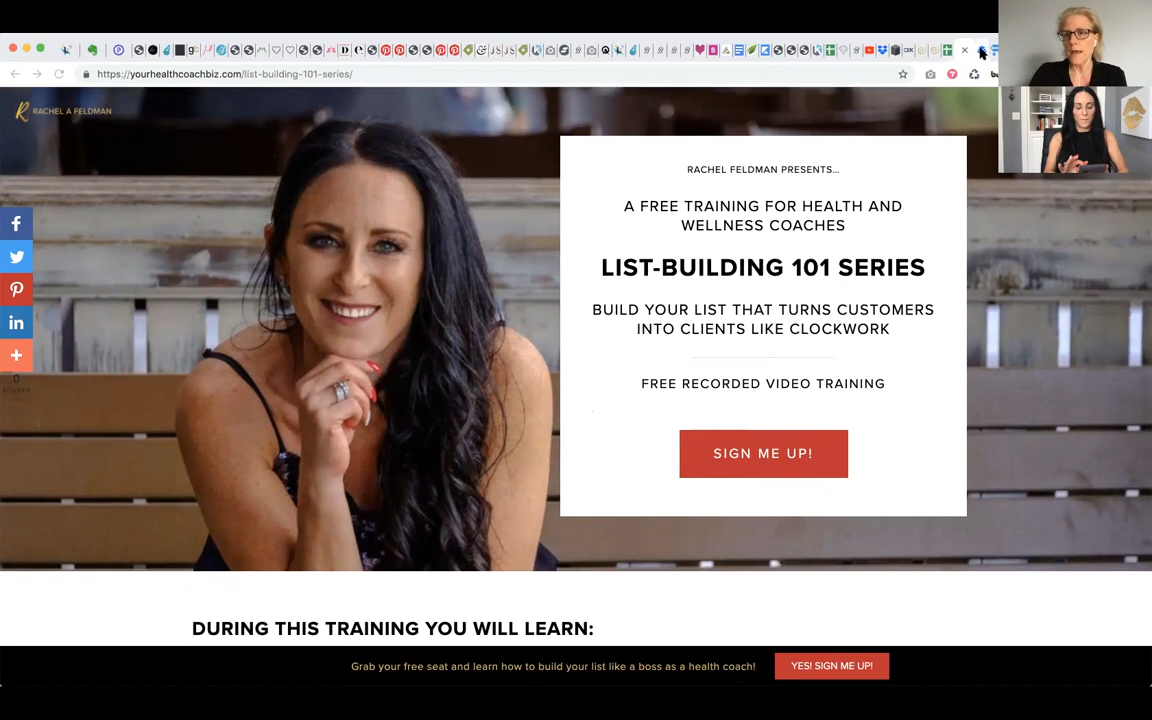 https://yourhealthcoachbiz.com/list-building-101-series/
R RACHEL A FELDMAN
RACHEL FELDMAN PRESENTS...
A FREE TRAINING FOR HEALTH AND
WELLNESS COACHES
LIST-BUILDING 101 SERIES
BUILD YOUR LIST THAT TURNS CUSTOMERS
INTO CLIENTS LIKE CLOCKWORK
FREE RECORDED VIDEO TRAINING
SIGN ME UP!
0
SHARES
DURING THIS TRAINING YOU WILL LEARN:
Grab your free seat and learn how to build your list like a boss as a health coach!
YES! SIGN ME UP!